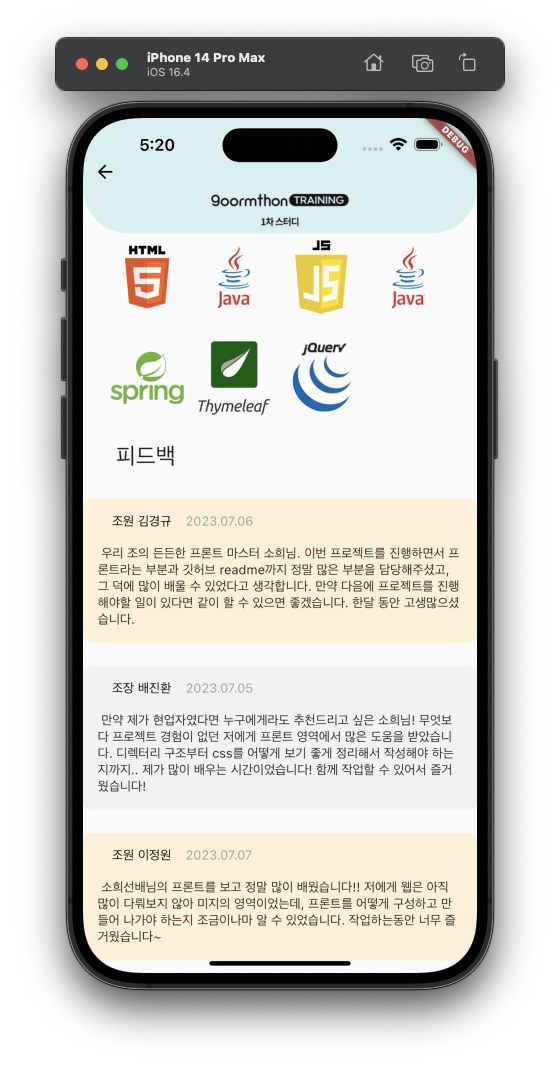 iPhone 14 Pro Max
iOS 16.4
5:20
DEBUG
goormthon TRAINING
1차 스터디
HTML
5
Java
JS
JS
Java
spring
Thymeleaf
jQuery
피드백
조원 김경규 2023.07.06
우리 조의 든든한 프론트 마스터 소희님. 이번 프로젝트를 진행하면서 프
론트라는 부분과 깃허브 readme까지 정말 많은 부분을 담당해주셨고,
그 덕에 많이 배울 수 있었다고 생각합니다. 만약 다음에 프로젝트를 진행
해야할 일이 있다면 같이 할 수 있으면 좋겠습니다. 한달 동안 고생많으셨
습니다.
조장 배진환 2023.07.05
만약 제가 현업자였다면 누구에게라도 추천드리고 싶은 소희님! 무엇보
다 프로젝트 경험이 없던 저에게 프론트 영역에서 많은 도움을 받았습니
다. 디렉터리 구조부터 css를 어떻게 보기 좋게 정리해서 작성해야 하는
지까지.. 제가 많이 배우는 시간이었습니다! 함께 작업할 수 있어서 즐거
웠습니다!
조원 이정원 2023.07.07
소희선배님의 프론트를 보고 정말 많이 배웠습니다!! 저에게 웹은 아직
많이 다뤄보지 않아 미지의 영역이었는데, 프론트를 어떻게 구성하고 만
들어 나가야 하는지 조금이나마 알 수 있었습니다. 작업하는동안 너무 즐
거웠습니다~